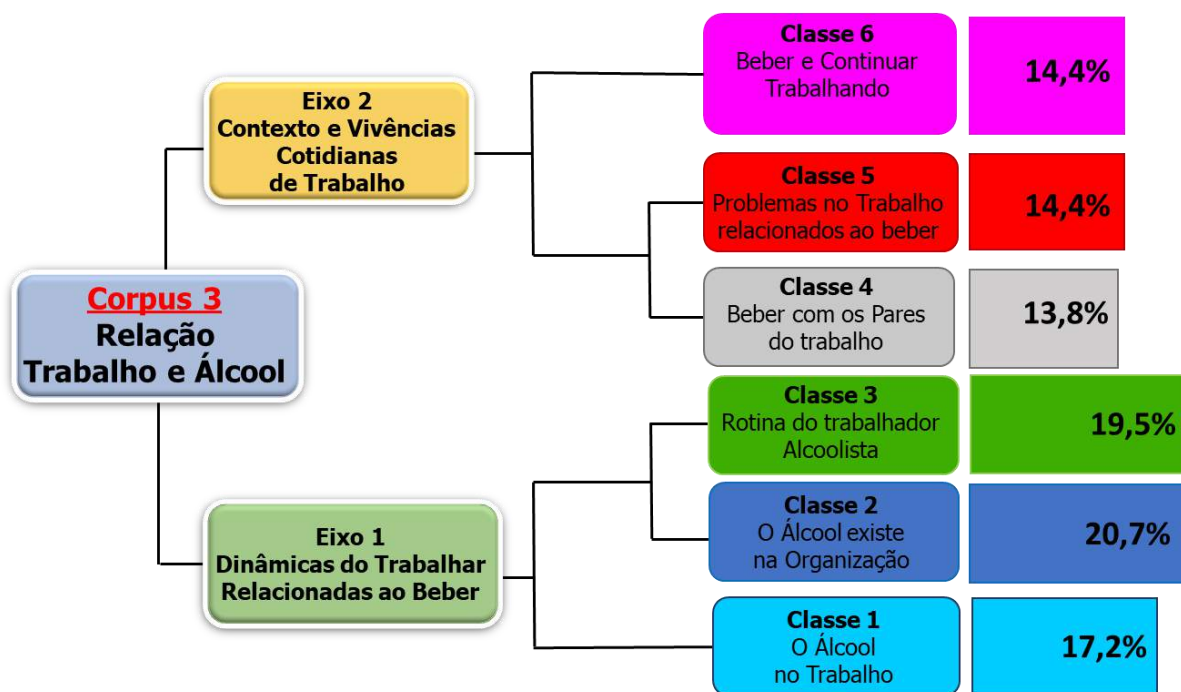 Corpus 3
Relação
Trabalho e Álcool
Eixo 2
Contexto e Vivências
Cotidianas
de Trabalho
Classe 6
Beber e Continuar
Trabalhando
14,4%
Classe 5
Problemas no Trabalho
relacionados ao beber
14,4%
Classe 4
Beber com os Pares
do trabalho
13,8%
Eixo 1
Dinâmicas do Trabalhar
Relacionadas ao Beber
Classe 3
Rotina do trabalhador
Alcoolista
19,5%
Classe 2
O Álcool existe
na Organização
20,7%
Classe 1
O Álcool
no Trabalho
17,2%